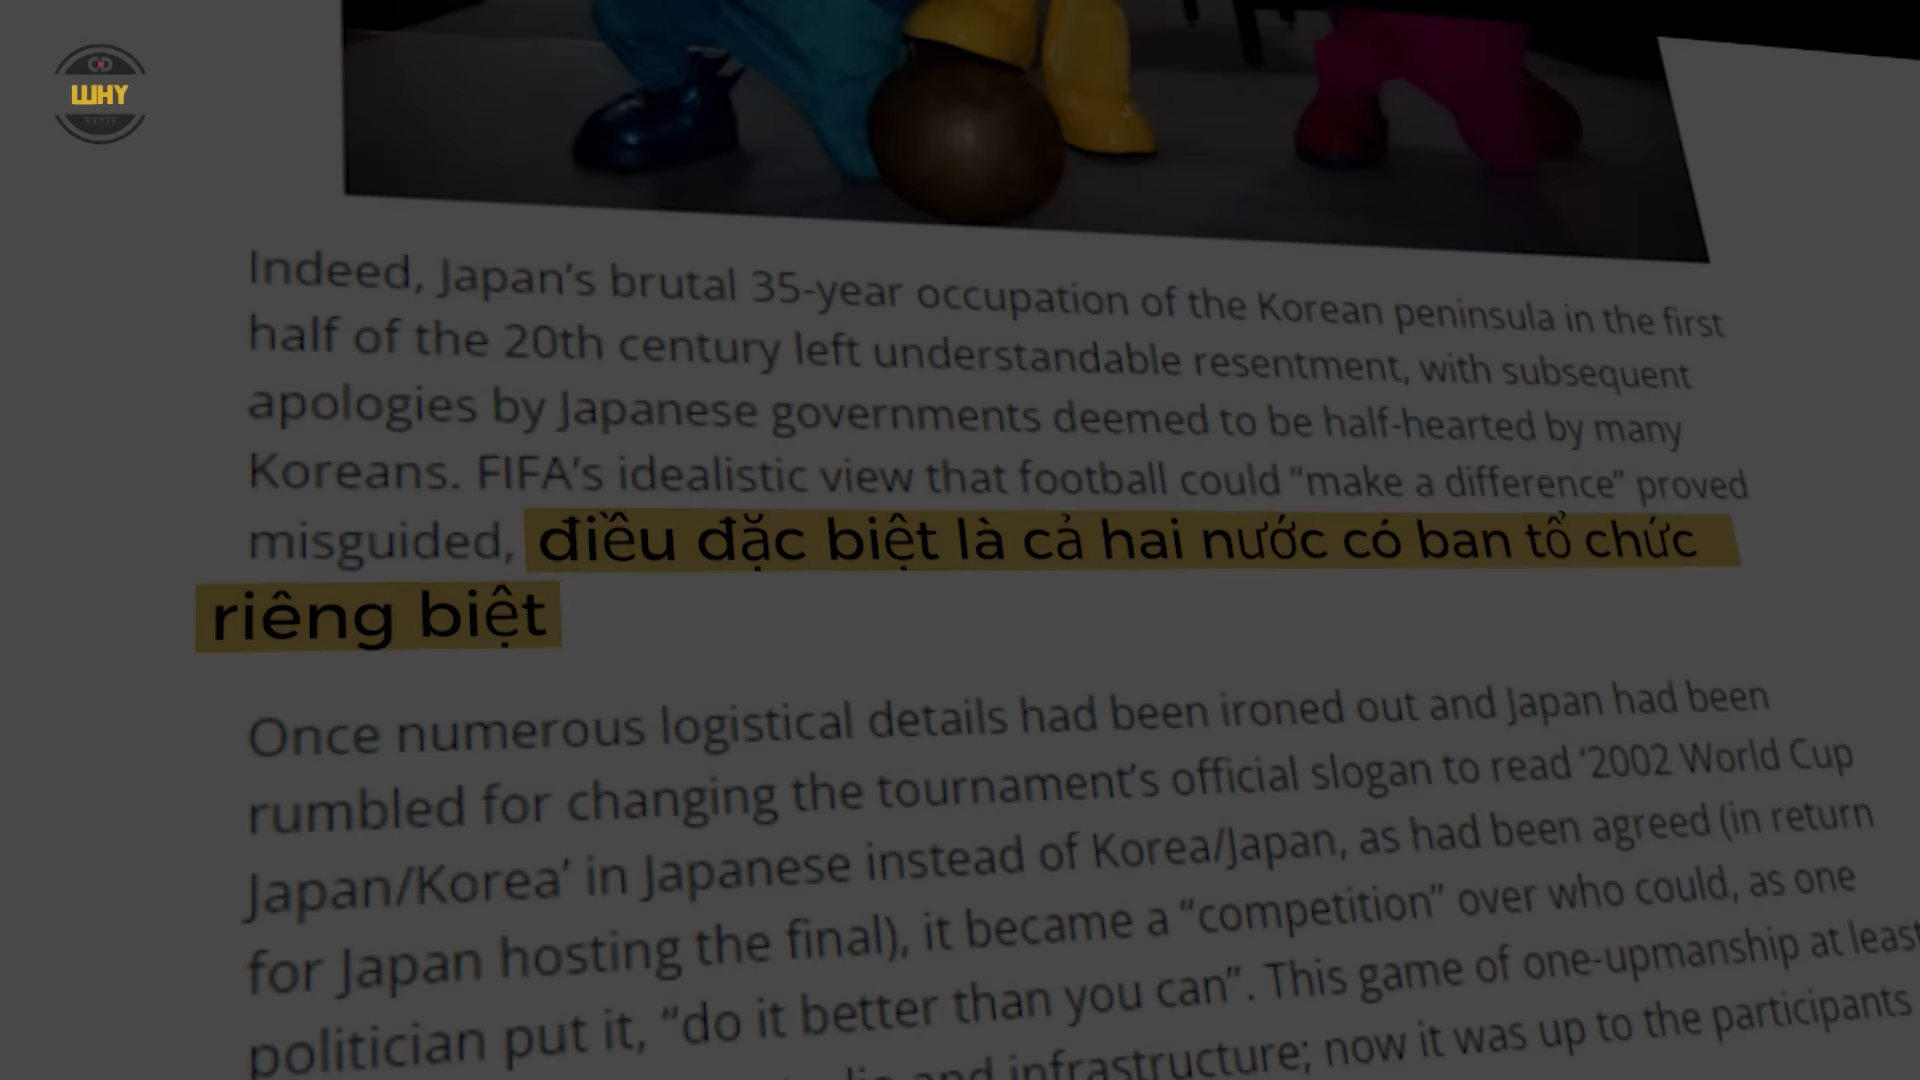 WHY
Indeed, Japan’s brutal 35-year occupation of the Korean peninsula in the first
half of the 20th century left understandable resentment, with subsequent
apologies by Japanese governments deemed to be half-hearted by many
Koreans. FIFA’s idealistic view that football could “make a difference” proved
misguided, điều đặc biệt là cả hai nước có ban tổ chức
riêng biệt
Once numerous logistical details had been ironed out and Japan had been
rumbled for changing the tournament’s official slogan to read ‘2002 World Cup
Japan/Korea’ in Japanese instead of Korea/Japan, as had been agreed (in return
for Japan hosting the final), it became a “competition” over who could, as one
politician put it, “do it better than you can”. This game of one-upmanship at least
and infrastructure; now it was up to the participants